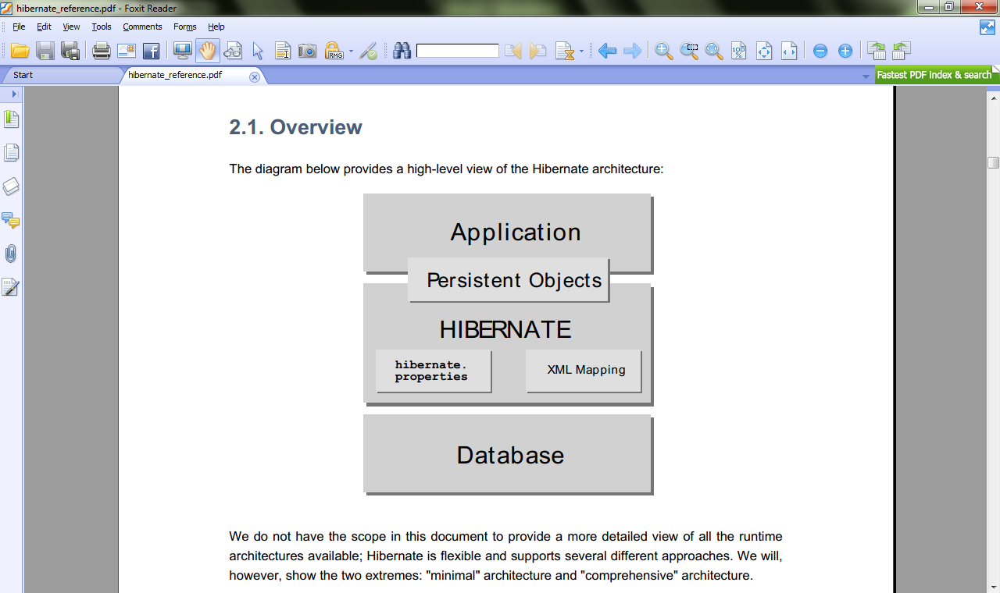 hibernate_reference.pdf - Foxit Reader
File Edit View Tools Comments Forms Help
RMS
100%
Start
hibernate_reference.pdf
Fastest PDF index & search
2.1. Overview
The diagram below provides a high-level view of the Hibernate architecture:
Application
Persistent Objects
HIBERNATE
hibernate.
properties
XML Mapping
Database
We do not have the scope in this document to provide a more detailed view of all the runtime
architectures available; Hibernate is flexible and supports several different approaches. We will,
however, show the two extremes: "minimal" architecture and "comprehensive" architecture.